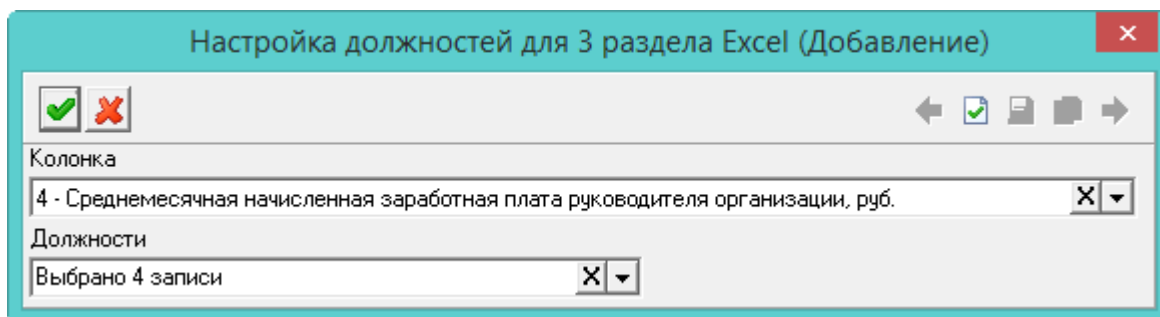 Настройка должностей для 3 раздела Excel (Добавление)
Колонка
4 - Среднемесячная начисленная заработная плата руководителя организации, руб.
Должности
Выбрано 4 записи